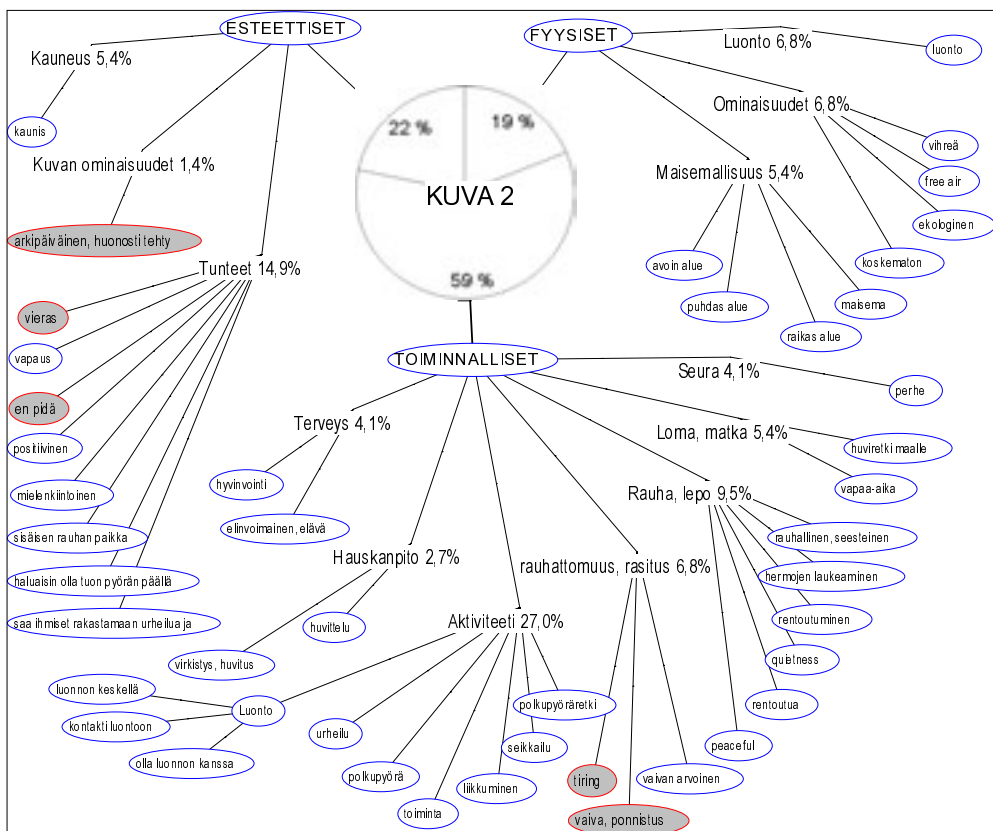 ESTEETTISET
FYYSISET
Kauneus 5,4%
Luonto 6,8%
luonto
kaunis
22 %
19 %
Ominaisuudet 6,8%
vihreä
Kuvan ominaisuudet 1,4%
Maisemallisuus 5,4%
free air
KUVA 2
ekologinen
arkipäiväinen, huonosti tehty
koskematon
avoin alue
Tunteet 14,9%
59 %
puhdas alue
maisema
vieras
raikas alue
vapaus
TOIMINNALLISET
Seura 4,1%
perhe
en pidä
Terveys 4,1%
Loma, matka 5,4%
positiivinen
huviretki maalle
hyvinvointi
vapaa-aika
mielenkiintoinen
Rauha, lepo 9,5%
elinvoimainen, elävä
sisäisen rauhan paikka
rauhallinen, seesteinen
Hauskanpito 2,7%
rauhattomuus, rasitus 6,8%
haluaisin olla tuon pyörän päällä
hermojen laukeaminen
saa ihmiset rakastamaan urheilua ja
huvittelu
Aktiviteeti 27,0%
rentoutuminen
virkistys, huvitus
quietness
luonnon keskellä
Luonto
polkupyöräretki
rentoutua
kontakti luontoon
urheilu
seikkailu
peaceful
olla luonnon kanssa
polkupyörä
liikkuminen
tiring
vaivan arvoinen
toiminta
vaiva, ponnistus